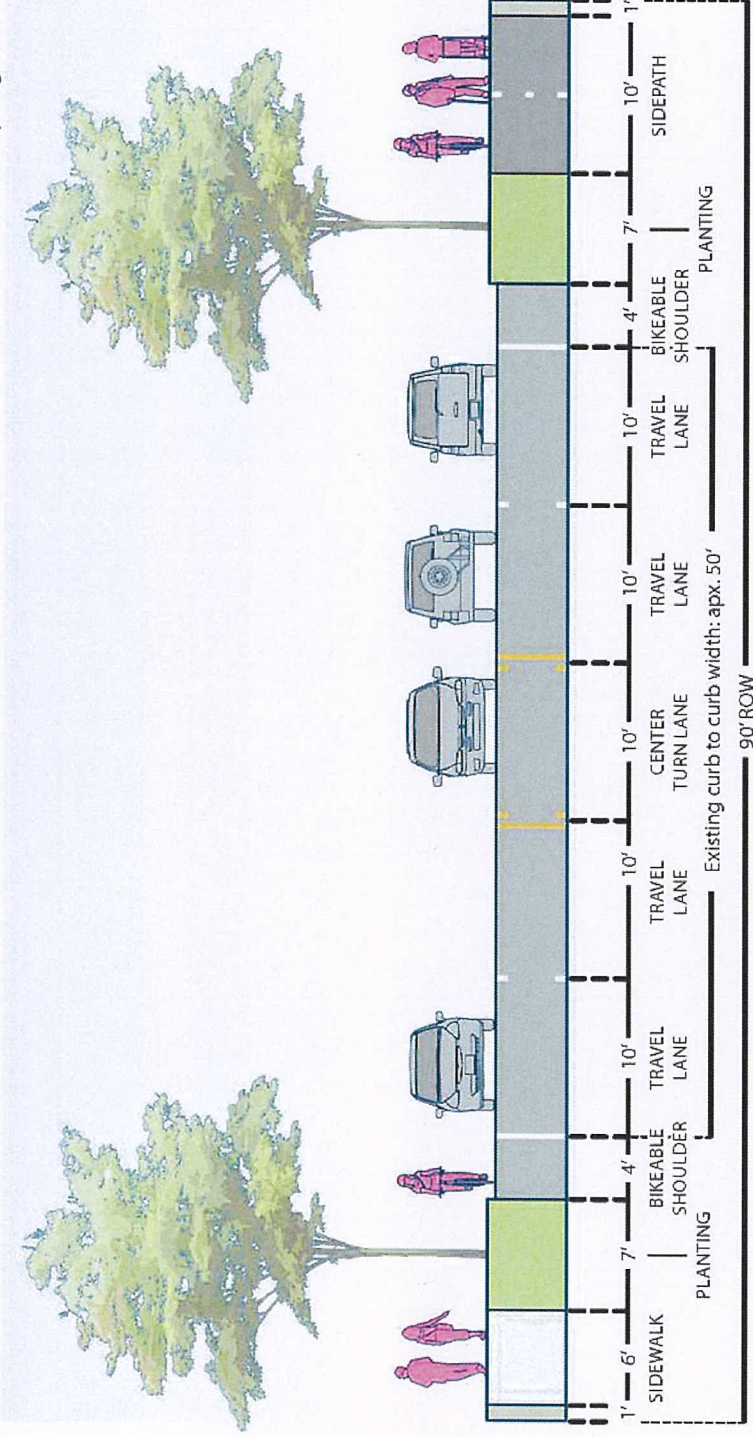 1' 6' 7' 4' 10' 10' 10' 10' 10' 4' 7' 10' 1'
SIDEWALK
PLANTING
BIKEABLE
SHOULDER
TRAVEL
LANE
TRAVEL
LANE
CENTER
TURN LANE
TRAVEL
LANE
TRAVEL
LANE
BIKEABLE
SHOULDER
PLANTING
SIDEPATH
Existing curb to curb width: apx. 50'
90' ROW